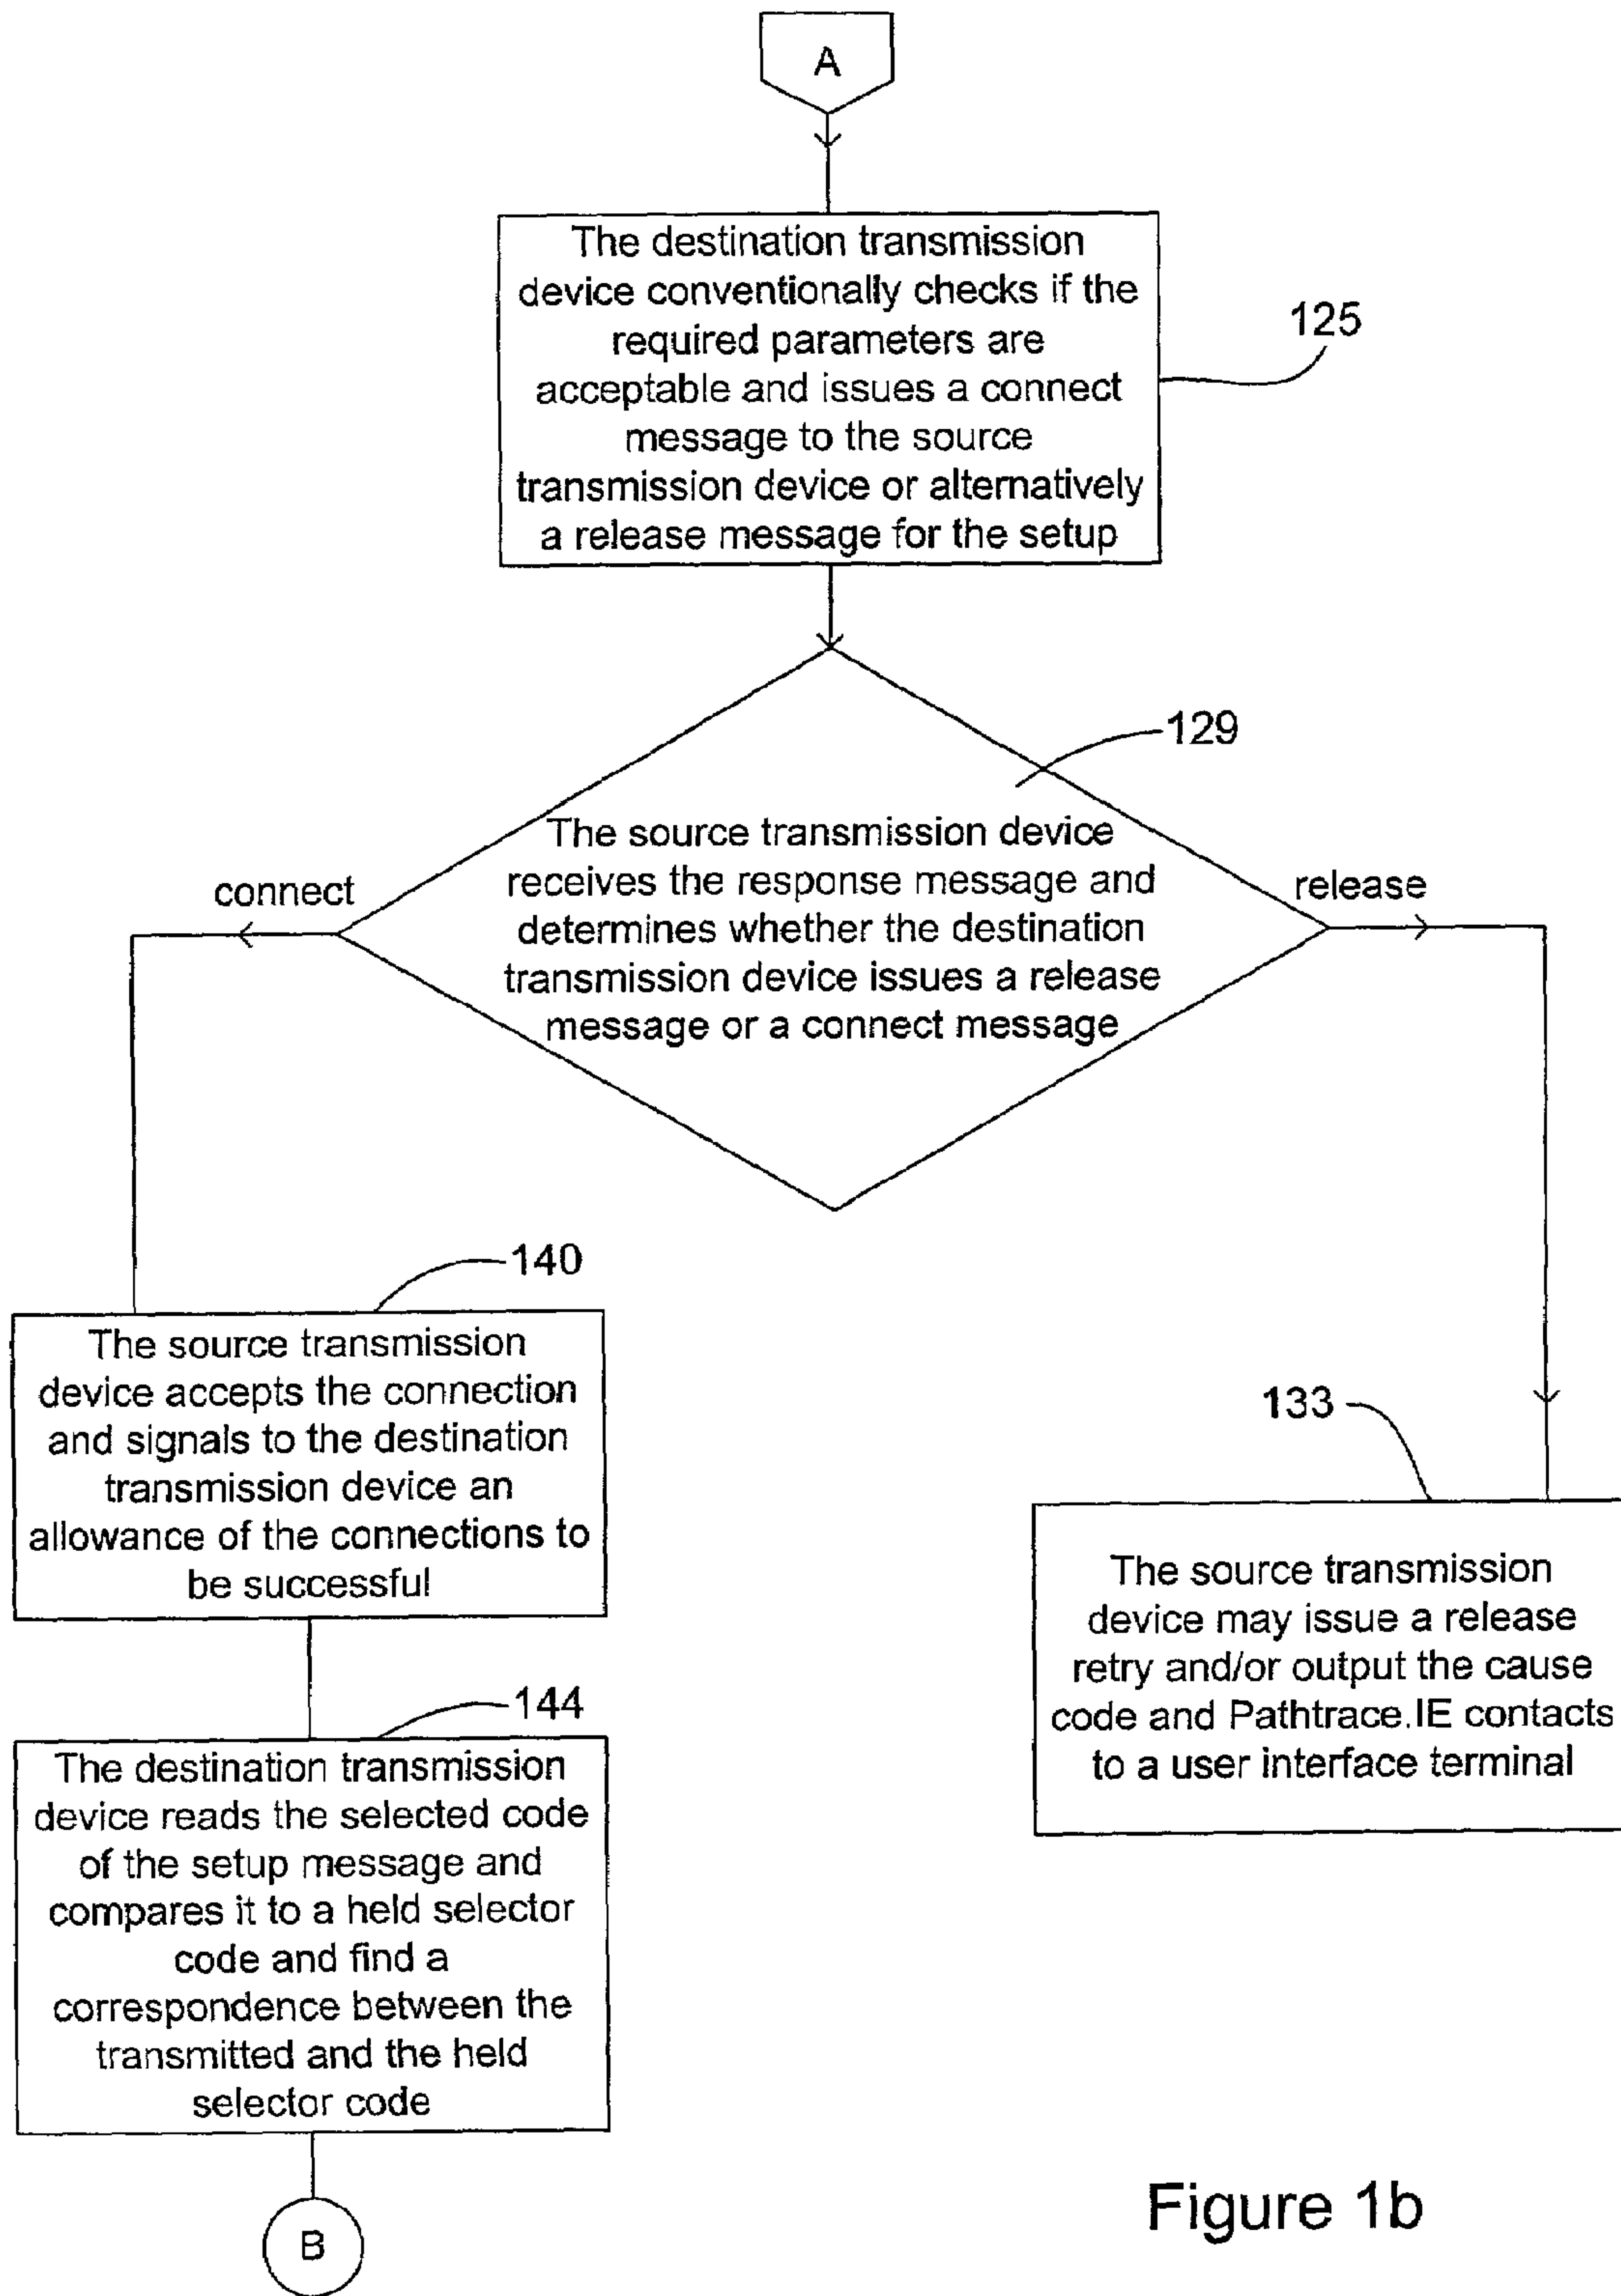 A
The destination transmission
device conventionally checks if the
required parameters are
acceptable and issues a connect
message to the source
transmission device or alternatively
a release message for the setup
125
129
The source transmission device
receives the response message and
determines whether the destination
transmission device issues a release
message or a connect message
connect
release
140
The source transmission
device accepts the connection
and signals to the destination
transmission device an
allowance of the connections to
be successful
133
The source transmission
device may issue a release
retry and/or output the cause
code and Pathtrace.IE contacts
to a user interface terminal
144
The destination transmission
device reads the selected code
of the setup message and
compares it to a held selector
code and find a
correspondence between the
transmitted and the held
selector code
B
Figure 1b